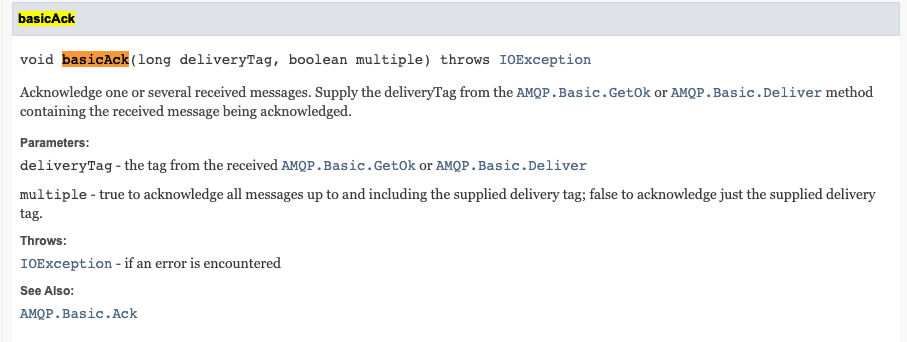 basicAck
void basicAck(long deliveryTag, boolean multiple) throws IOException
Acknowledge one or several received messages. Supply the deliveryTag from the AMQP.Basic.GetOk or AMQP.Basic.Deliver method
containing the received message being acknowledged.
Parameters:
deliveryTag - the tag from the received AMQP.Basic.GetOk or AMQP.Basic.Deliver
multiple - true to acknowledge all messages up to and including the supplied delivery tag; false to acknowledge just the supplied delivery
tag.
Throws:
IOException - if an error is encountered
See Also:
AMQP.Basic.Ack